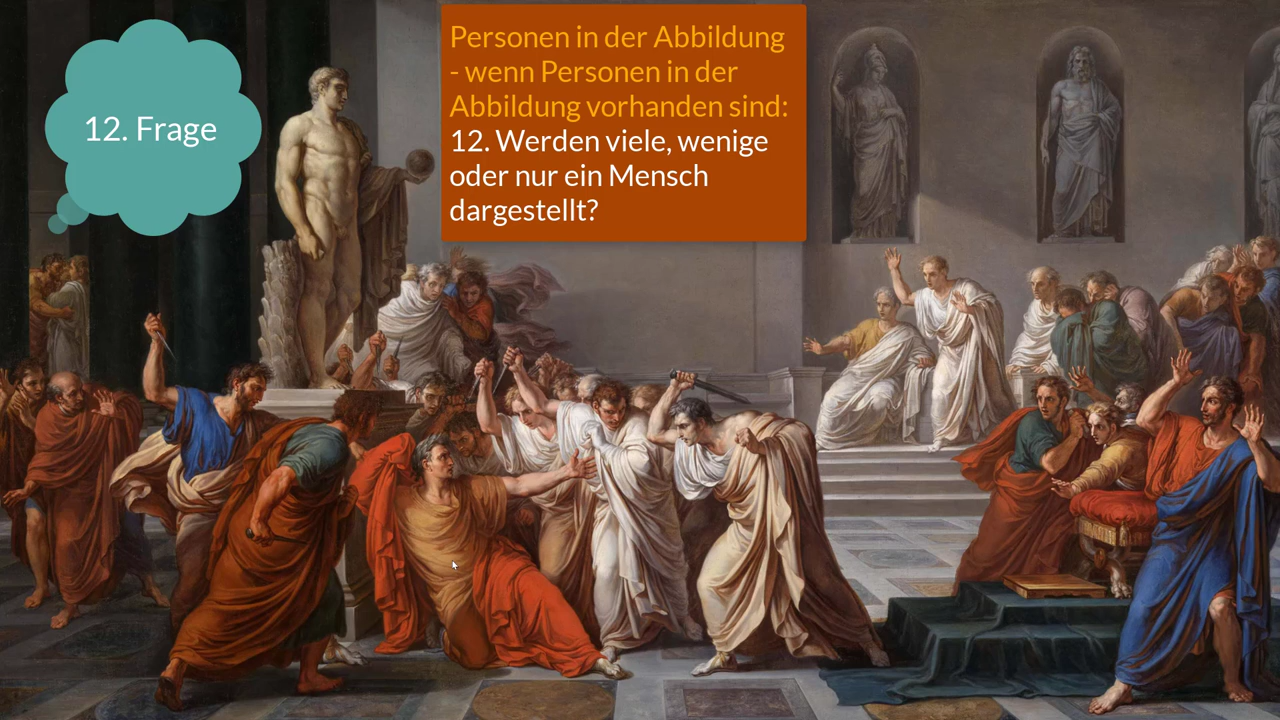 12. Frage
Personen in der Abbildung
- wenn Personen in der
Abbildung vorhanden sind:
12. Werden viele, wenige
oder nur ein Mensch
dargestellt?